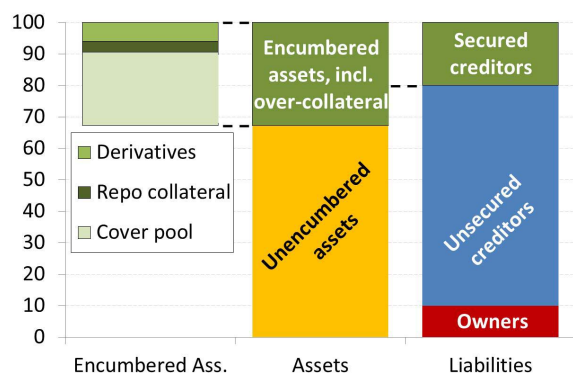 100
90
80
70
60
50
40
30
20
10
0
Derivatives
Repo collateral
Cover pool
Encumbered
assets, incl.
over-collateral
Unencumbered
assets
Secured
creditors
Unsecured
creditors
Owners
Encumbered Ass.
Assets
Liabilities